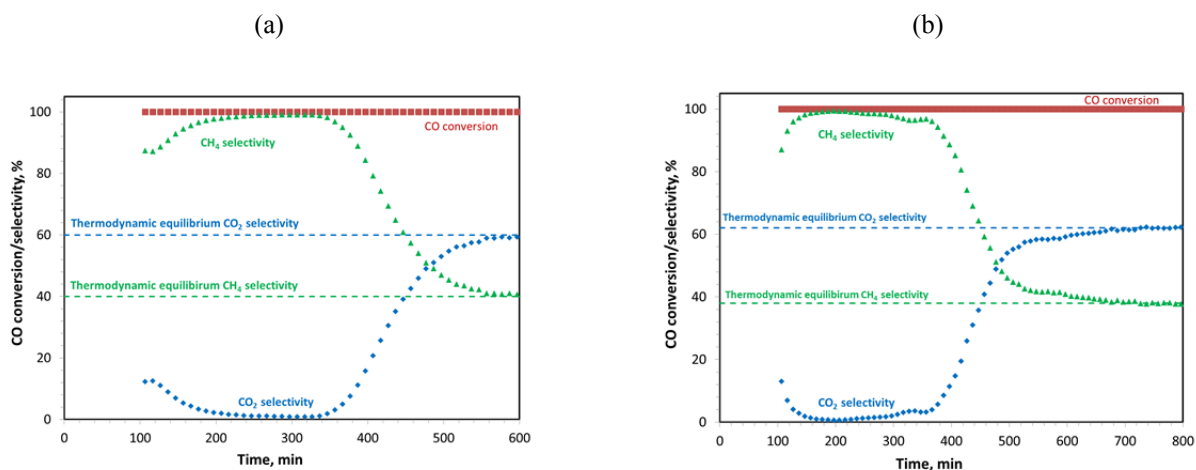 (a)
CO conversion/selectivity, %
100
80
60
40
20
0
CO conversion
CH₄ selectivity
Thermodynamic equilibrium CO₂ selectivity
Thermodynamic equilibirum CH₄ selectivity
CO₂ selectivity
0 100 200 300 400 500 600
Time, min
(b)
CO conversion/selectivity, %
100
80
60
40
20
0
CO conversion
CH₄ selectivity
Thermodynamic equilibrium CO₂ selectivity
Thermodynamic equilibirum CH₄ selectivity
CO₂ selectivity
0 100 200 300 400 500 600 700 800
Time, min